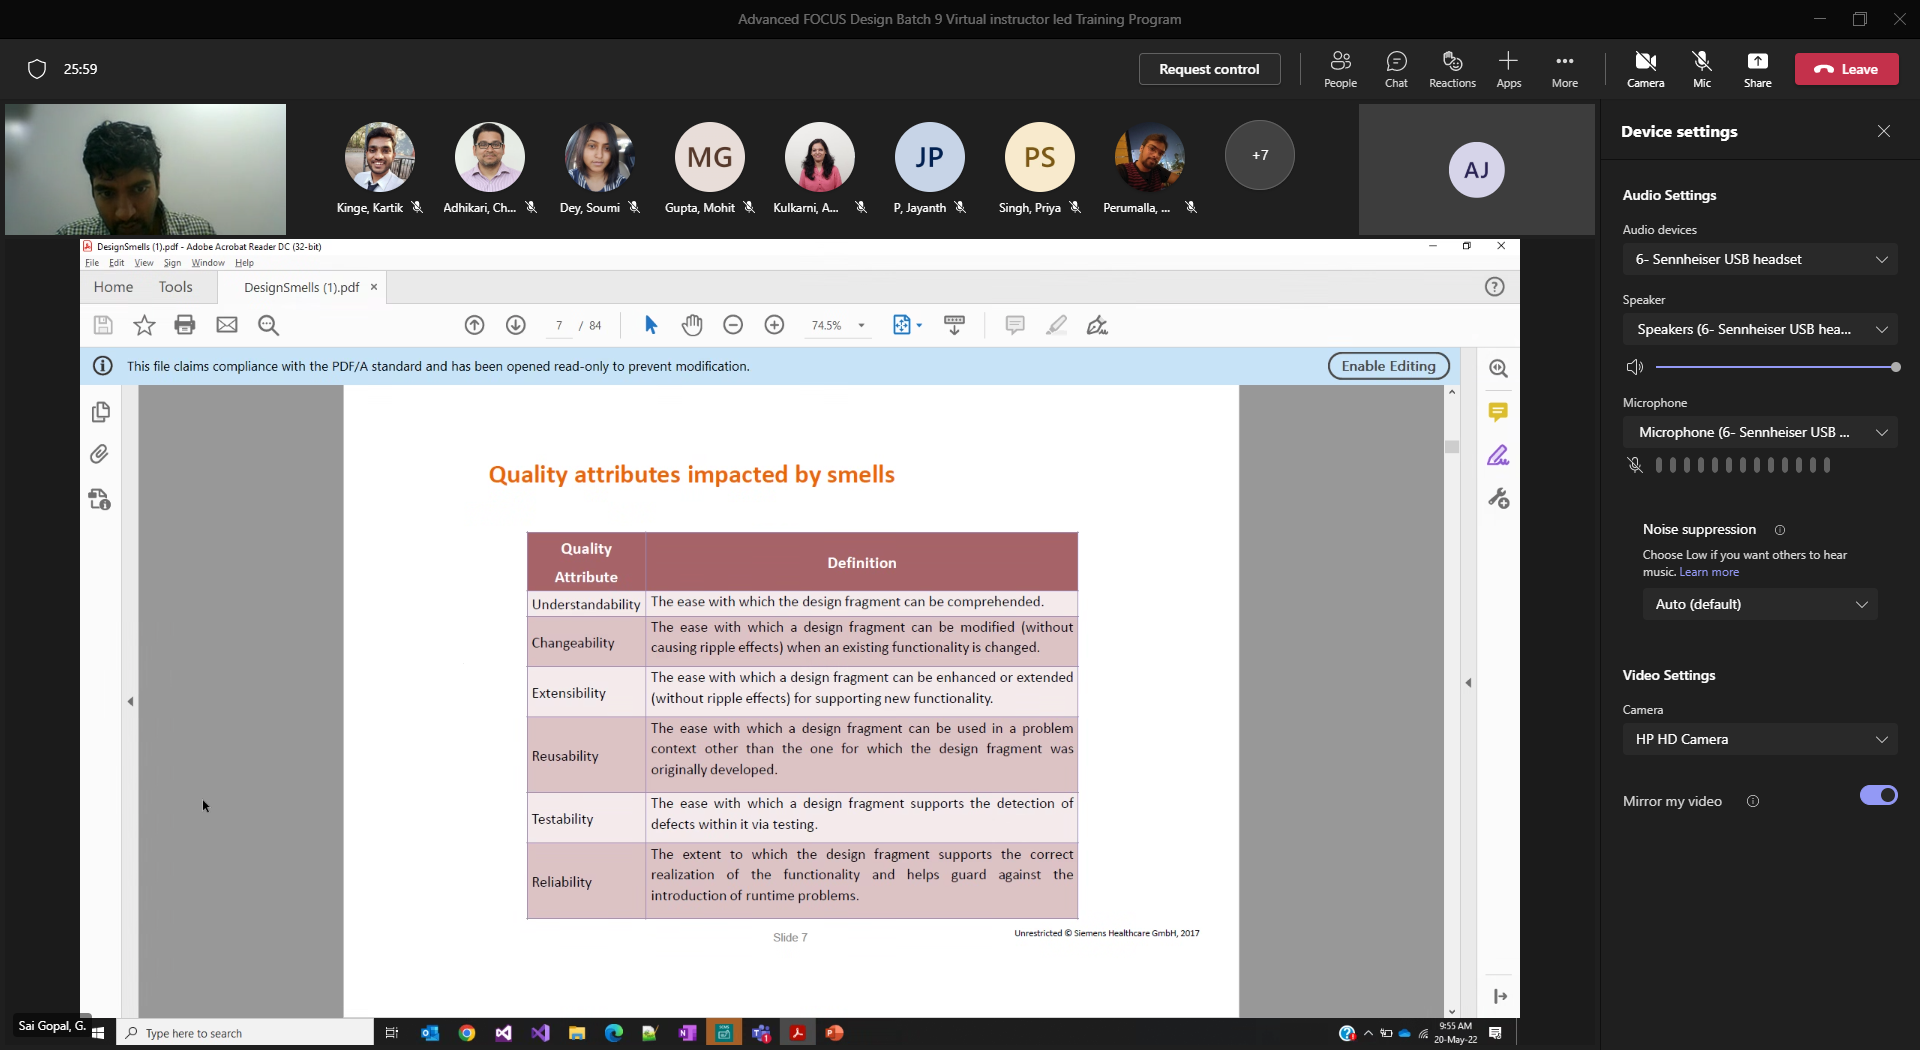 Advanced FOCUS Design Batch 9 Virtual instructor led Training Program
25:59
Request control
People
Chat
Reactions
Apps
More
Camera
Mic
Share
Leave
Kinge, Kartik
Adhikari, Ch...
Dey, Soumi
MG
Gupta, Mohit
Kulkarni, A...
JP
P, Jayanth
PS
Singh, Priya
Perumalla, ...
+7
AJ
DesignSmells (1).pdf - Adobe Acrobat Reader DC (32-bit)
File Edit View Sign Window Help
Home Tools DesignSmells (1).pdf
7 / 84
74.5%
This file claims compliance with the PDF/A standard and has been opened read-only to prevent modification.
Enable Editing
Quality attributes impacted by smells
Quality
Attribute
Definition
Understandability
The ease with which the design fragment can be comprehended.
Changeability
The ease with which a design fragment can be modified (without
causing ripple effects) when an existing functionality is changed.
Extensibility
The ease with which a design fragment can be enhanced or extended
(without ripple effects) for supporting new functionality.
Reusability
The ease with which a design fragment can be used in a problem
context other than the one for which the design fragment was
originally developed.
Testability
The ease with which a design fragment supports the detection of
defects within it via testing.
Reliability
The extent to which the design fragment supports the correct
realization of the functionality and helps guard against the
introduction of runtime problems.
Slide 7
Unrestricted © Siemens Healthcare GmbH, 2017
Sai Gopal, G.
Type here to search
9:55 AM
20-May-22
Device settings
Audio Settings
Audio devices
6- Sennheiser USB headset
Speaker
Speakers (6- Sennheiser USB hea...
Microphone
Microphone (6- Sennheiser USB ...
Noise suppression
Choose Low if you want others to hear
music. Learn more
Auto (default)
Video Settings
Camera
HP HD Camera
Mirror my video